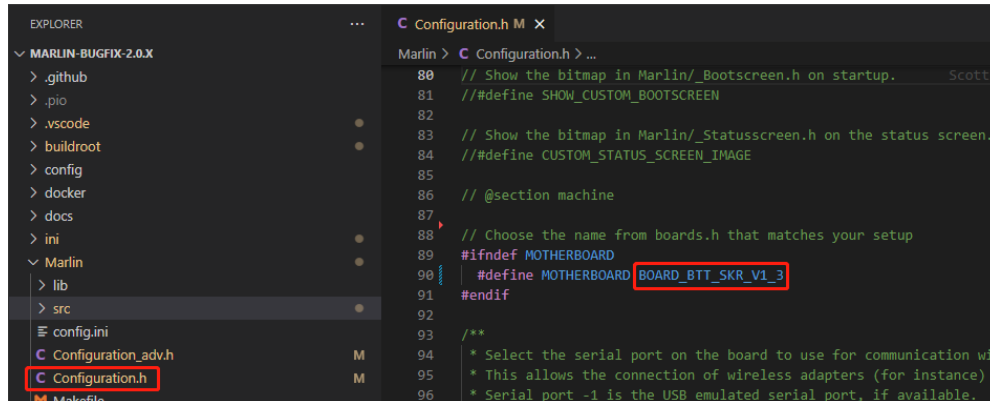 EXPLORER
MARLIN-BUGFIX-2.0.X
.github
.pio
.vscode
buildroot
config
docker
docs
ini
Marlin
lib
src
config.ini
C Configuration_adv.h M
C Configuration.h M
Makefile
C Configuration.h M ×
Marlin > C Configuration.h > ...
80 // Show the bitmap in Marlin/_Bootscreen.h on startup. Scott
81 //#define SHOW_CUSTOM_BOOTSCREEN
82
83 // Show the bitmap in Marlin/_Statusscreen.h on the status screen.
84 //#define CUSTOM_STATUS_SCREEN_IMAGE
85
86 // @section machine
87
88 // Choose the name from boards.h that matches your setup
89 #ifndef MOTHERBOARD
90 #define MOTHERBOARD BOARD_BTT_SKR_V1_3
91 #endif
92
93 /**
94 * Select the serial port on the board to use for communication wi
95 * This allows the connection of wireless adapters (for instance)
96 * Serial port -1 is the USB emulated serial port, if available.